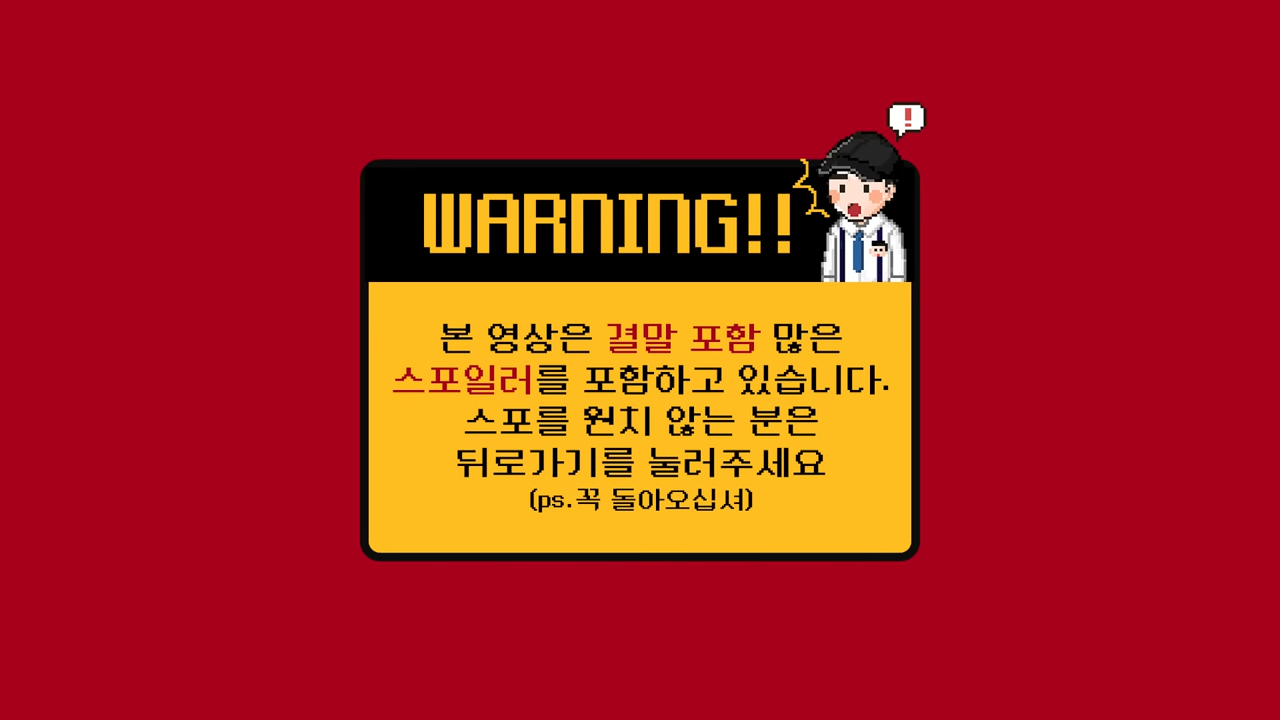 !
WARNING!!
본 영상은 결말 포함 많은
스포일러를 포함하고 있습니다.
스포를 원치 않는 분은
뒤로가기를 눌러주세요
(ps.꼭 돌아오십셔)